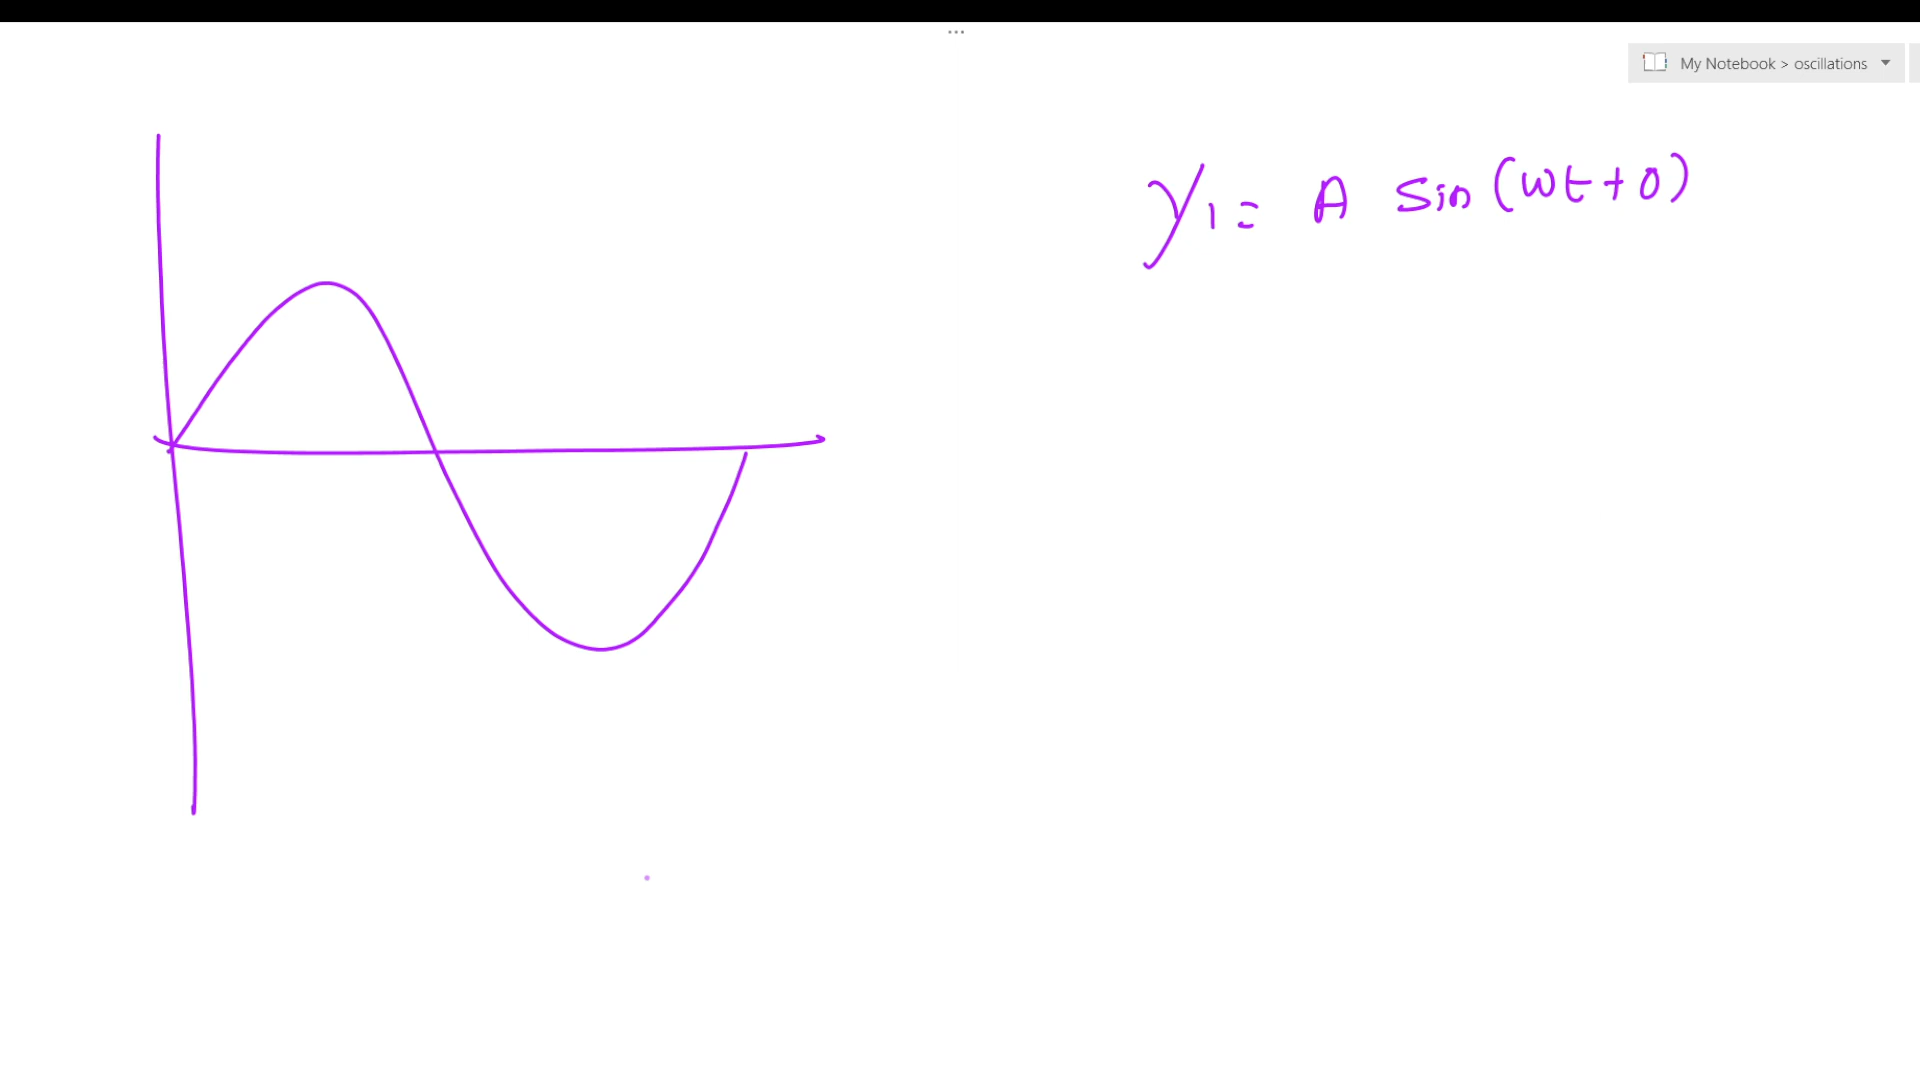 My Notebook > oscillations
y₁ = A sin(ωt+0)